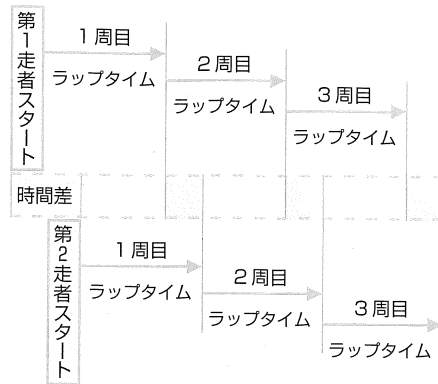 第1走者スタート
1周目
ラップタイム
2周目
ラップタイム
3周目
ラップタイム
時間差
第2走者スタート
1周目
ラップタイム
2周目
ラップタイム
3周目
ラップタイム